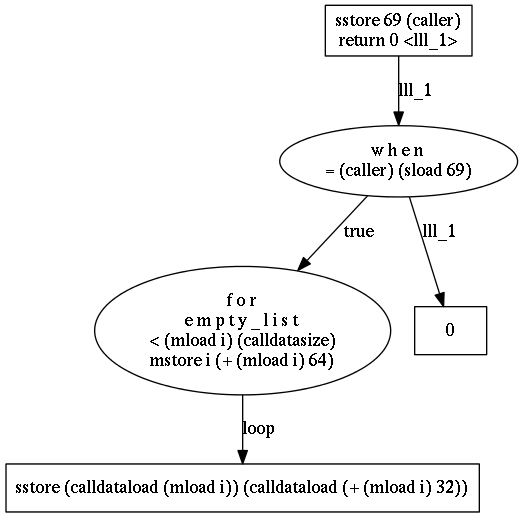 sstore 69 (caller)
return 0 <lll_1>
lll_1
w h e n
= (caller) (sload 69)
true
lll_1
f o r
e m p t y _ l i s t
< (mload i) (calldatasize)
mstore i (+ (mload i) 64)
0
loop
sstore (calldataload (mload i)) (calldataload (+ (mload i) 32))